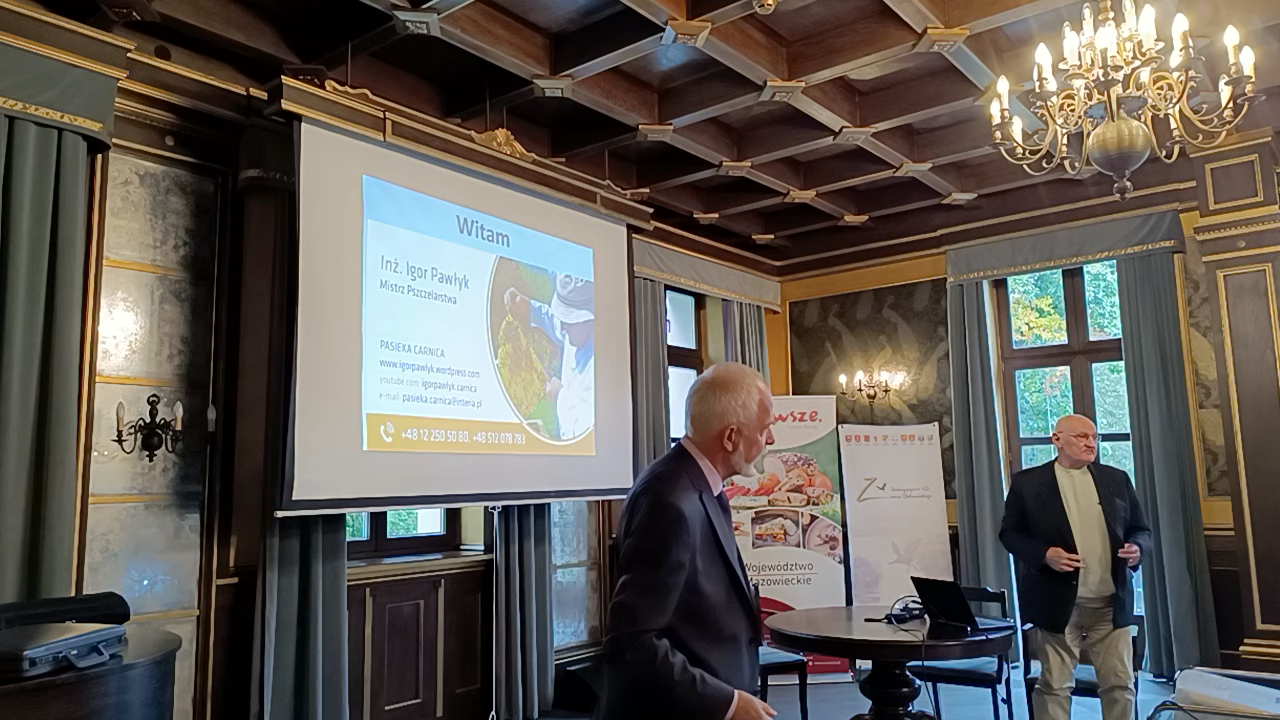 Witam
Inż. Igor Pawłyk
Mistrz Pszczelarstwa
PASIEKA CARNICA
www.igorpawlyk.wordpress.com
youtube.com: igorpawlyk.carnica
e-mail: pasieka.carnica@interia.pl
+48 12 250 50 80, +48 512 078 783
wsze.
Województwo
Mazowieckie